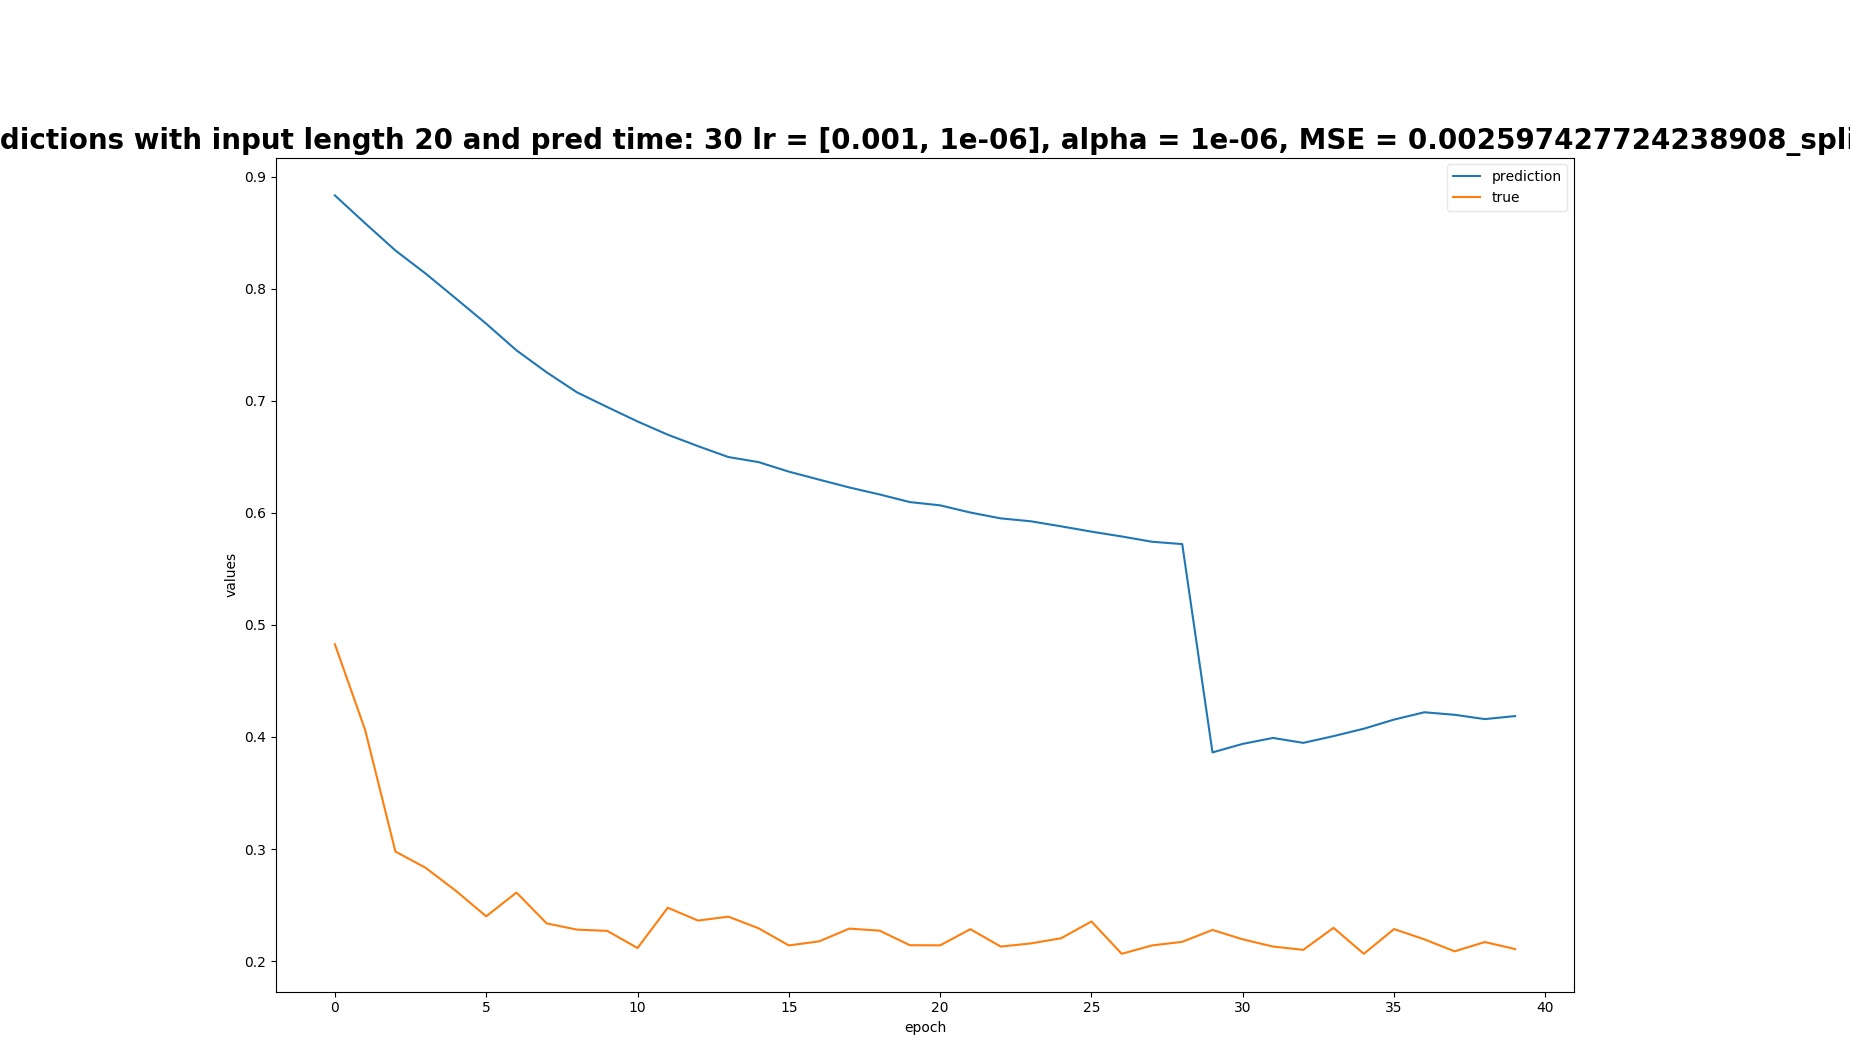 dictions with input length 20 and pred time: 30 lr = [0.001, 1e-06], alpha = 1e-06, MSE = 0.002597427724238908_spli
prediction
true
0.9
0.8
0.7
0.6
0.5
0.4
0.3
0.2
values
0 5 10 15 20 25 30 35 40
epoch